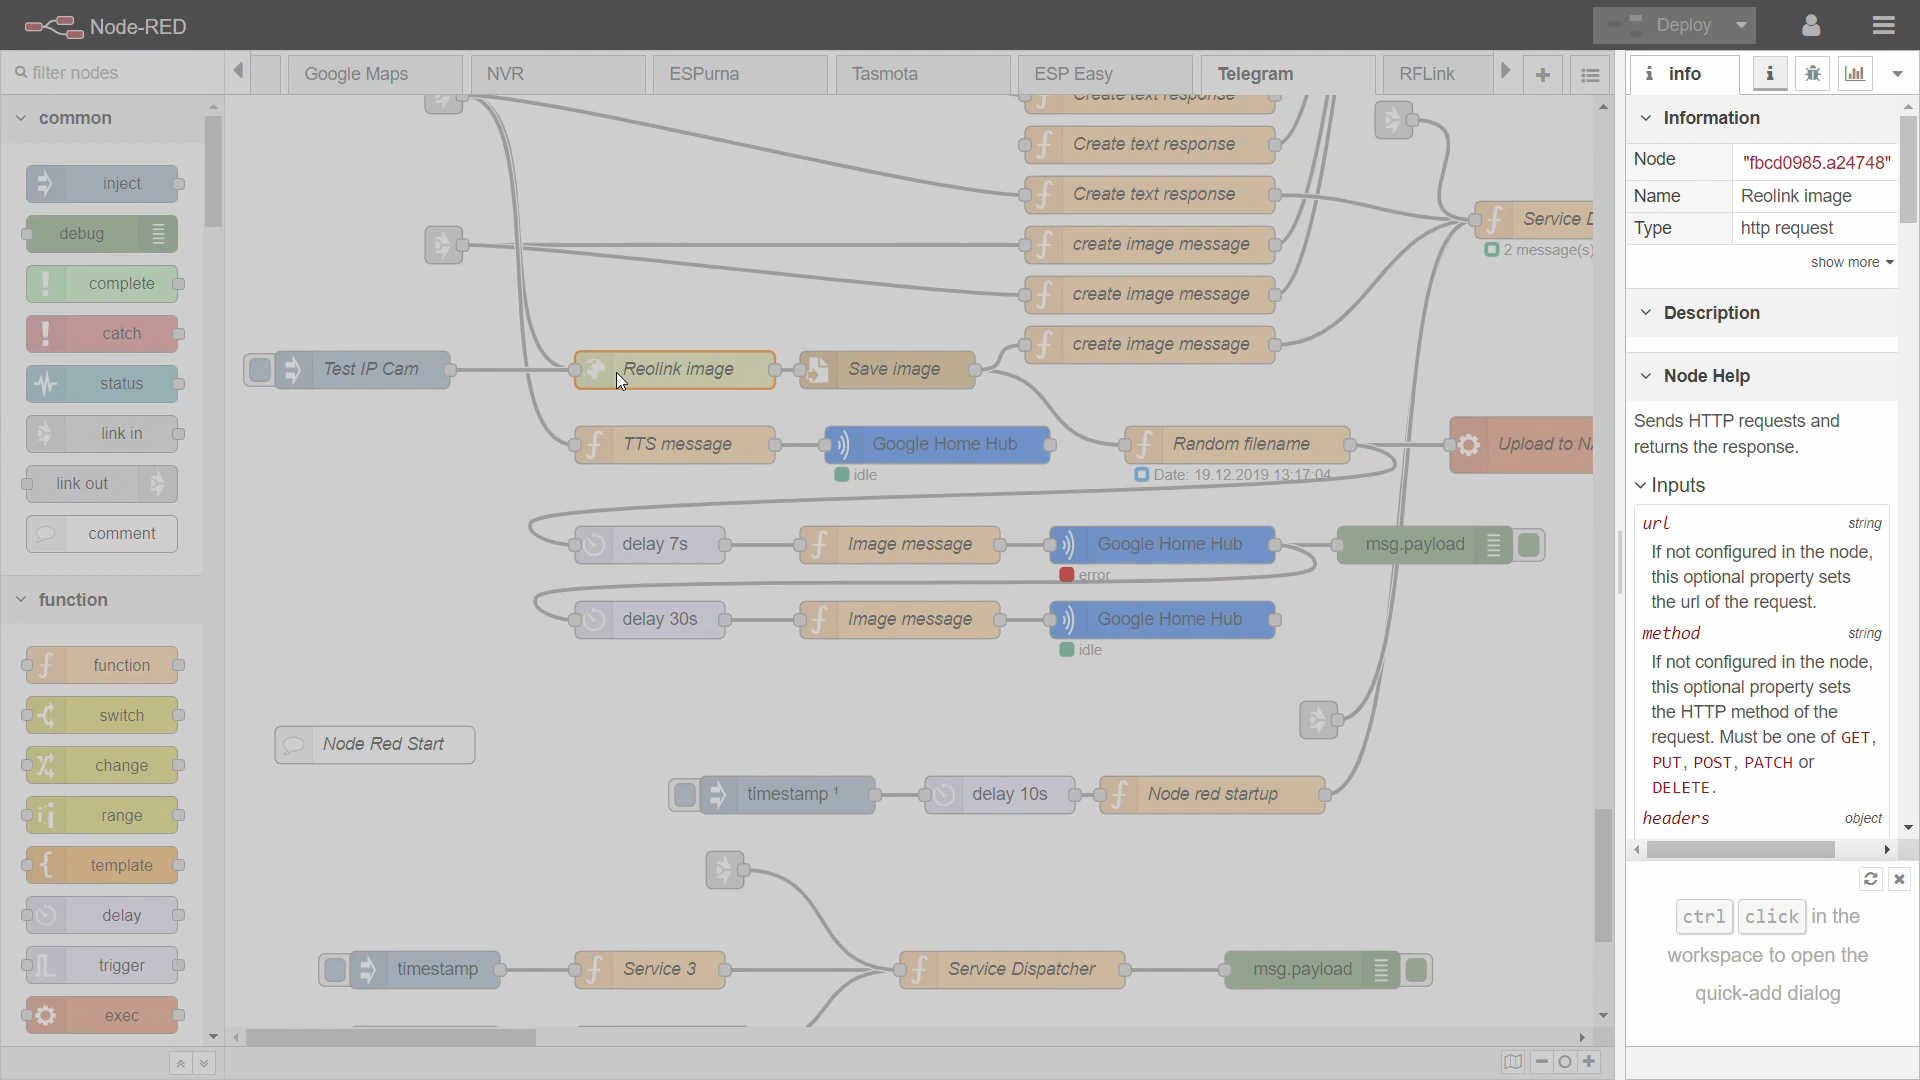 Node-RED
Deploy
filter nodes
Google Maps
NVR
ESPurna
Tasmota
ESP Easy
Telegram
RFLink
info
common
inject
debug
complete
catch
status
link in
link out
comment
function
function
switch
change
range
template
delay
trigger
exec
Create text response
Create text response
Create text response
create image message
create image message
create image message
Service D
2 message(s)
Test IP Cam
Reolink image
Save image
TTS message
Google Home Hub
idle
Random filename
Date: 19.12.2019 13:17:04
Upload to NA
delay 7s
Image message
Google Home Hub
error
msg.payload
delay 30s
Image message
Google Home Hub
idle
Node Red Start
timestamp ¹
delay 10s
Node red startup
timestamp
Service 3
Service Dispatcher
msg.payload
Information
Node "fbcd0985.a24748"
Name Reolink image
Type http request
show more
Description
Node Help
Sends HTTP requests and
returns the response.
Inputs
url string
If not configured in the node,
this optional property sets
the url of the request.
method string
If not configured in the node,
this optional property sets
the HTTP method of the
request. Must be one of GET,
PUT, POST, PATCH or
DELETE.
headers object
ctrl click in the
workspace to open the
quick-add dialog